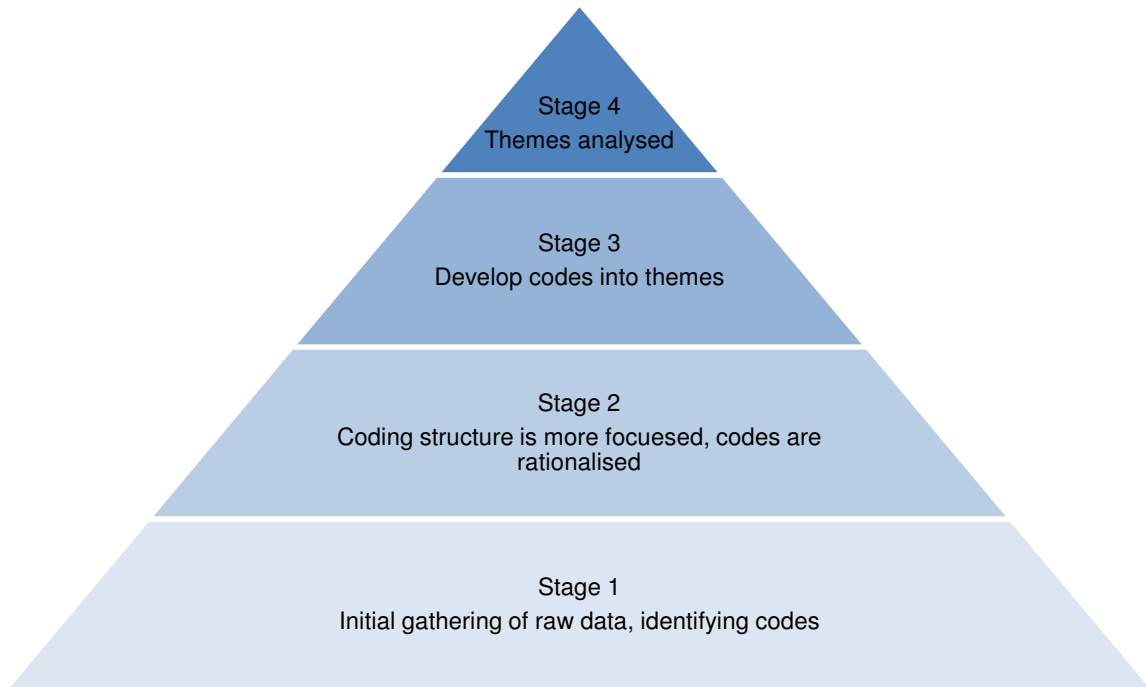 Stage 4
Themes analysed
Stage 3
Develop codes into themes
Stage 2
Coding structure is more focuesed, codes are
rationalised
Stage 1
Initial gathering of raw data, identifying codes